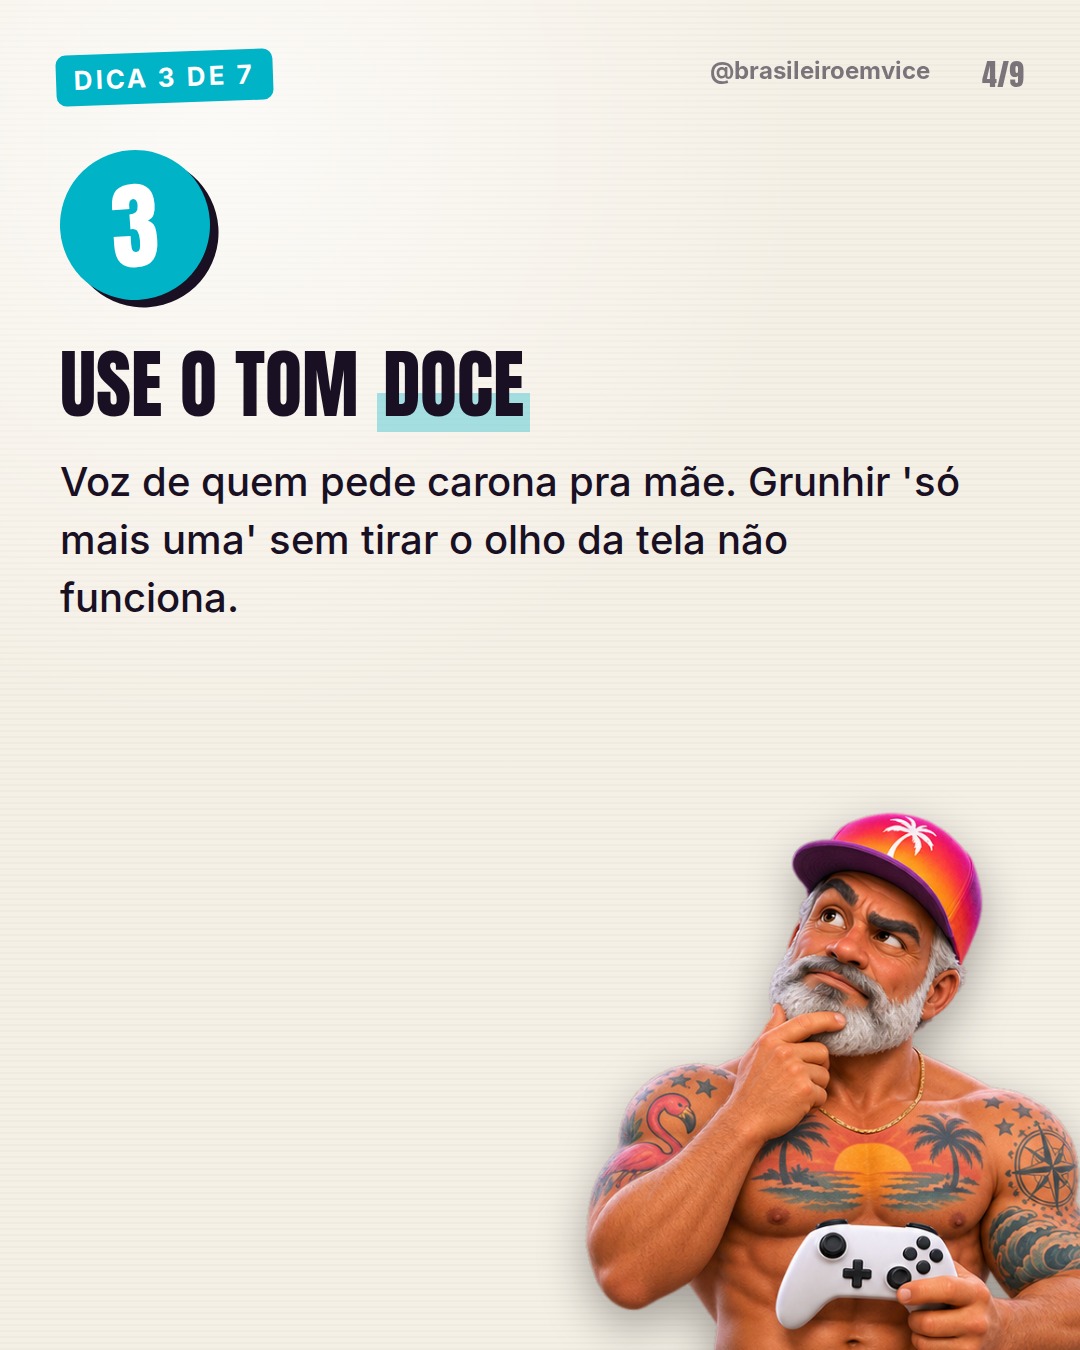 DICA 3 DE 7
@brasileiroemvice
4/9
3
USE O TOM DOCE
Voz de quem pede carona pra mãe. Grunhir 'só
mais uma' sem tirar o olho da tela não
funciona.